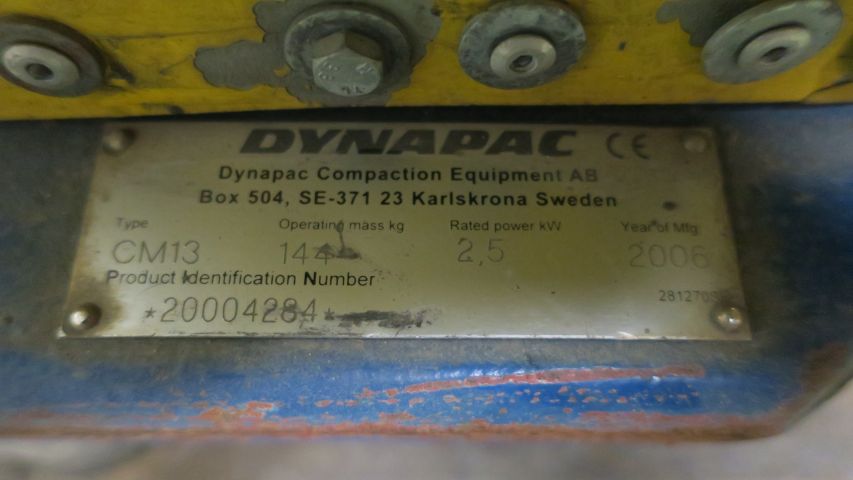 DYNAPAC CE
Dynapac Compaction Equipment AB
Box 504, SE-371 23 Karlskrona Sweden
Type Operating mass kg Rated power kW Year of Mfg
CM13 144 2,5 2006
Product Identification Number
*20004284*